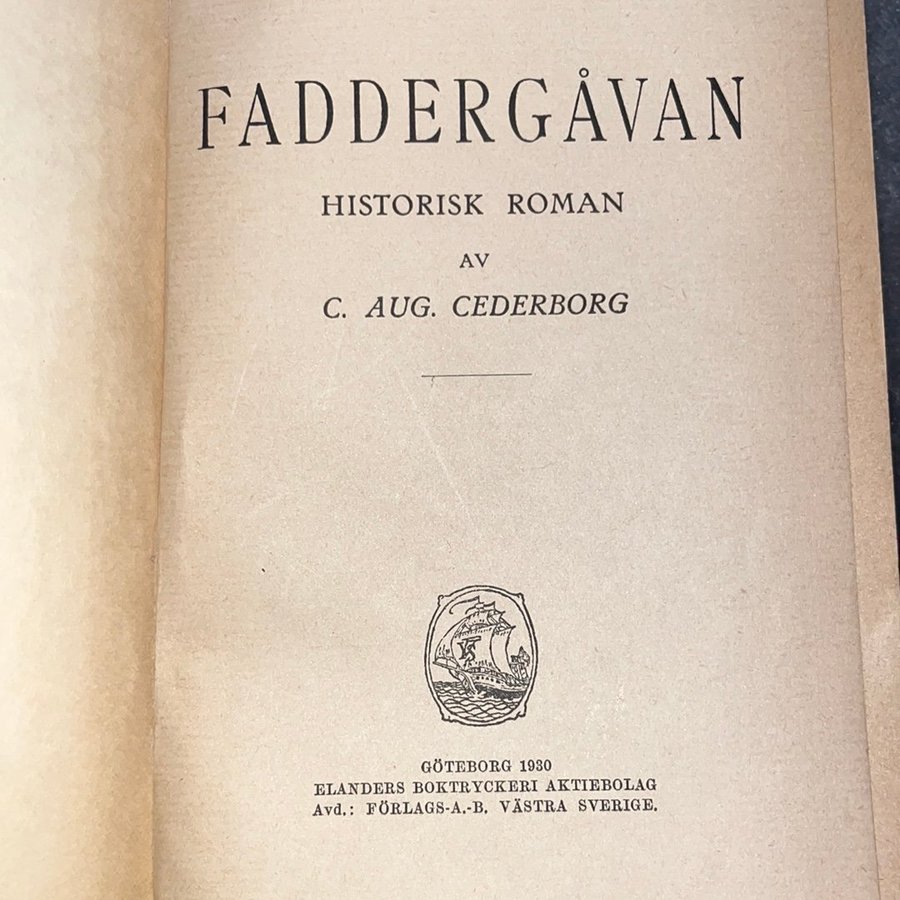 FADDERGÅVAN
HISTORISK ROMAN
AV
C. AUG. CEDERBORG
GÖTEBORG 1930
ELANDERS BOKTRYCKERI AKTIEBOLAG
Avd.: FÖRLAGS-A.-B. VÄSTRA SVERIGE.